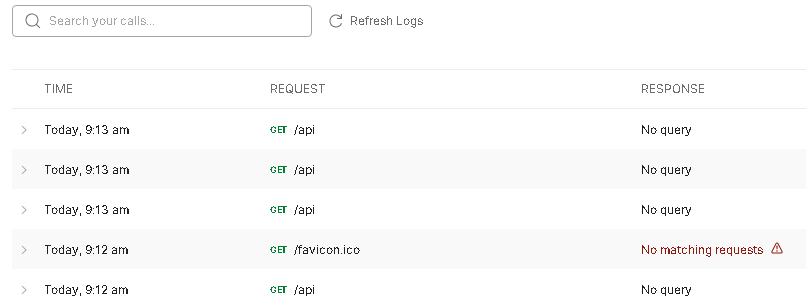 Search your calls... Refresh Logs
TIME REQUEST RESPONSE
Today, 9:13 am GET /api No query
Today, 9:13 am GET /api No query
Today, 9:13 am GET /api No query
Today, 9:12 am GET /favicon.ico No matching requests
Today, 9:12 am GET /api No query